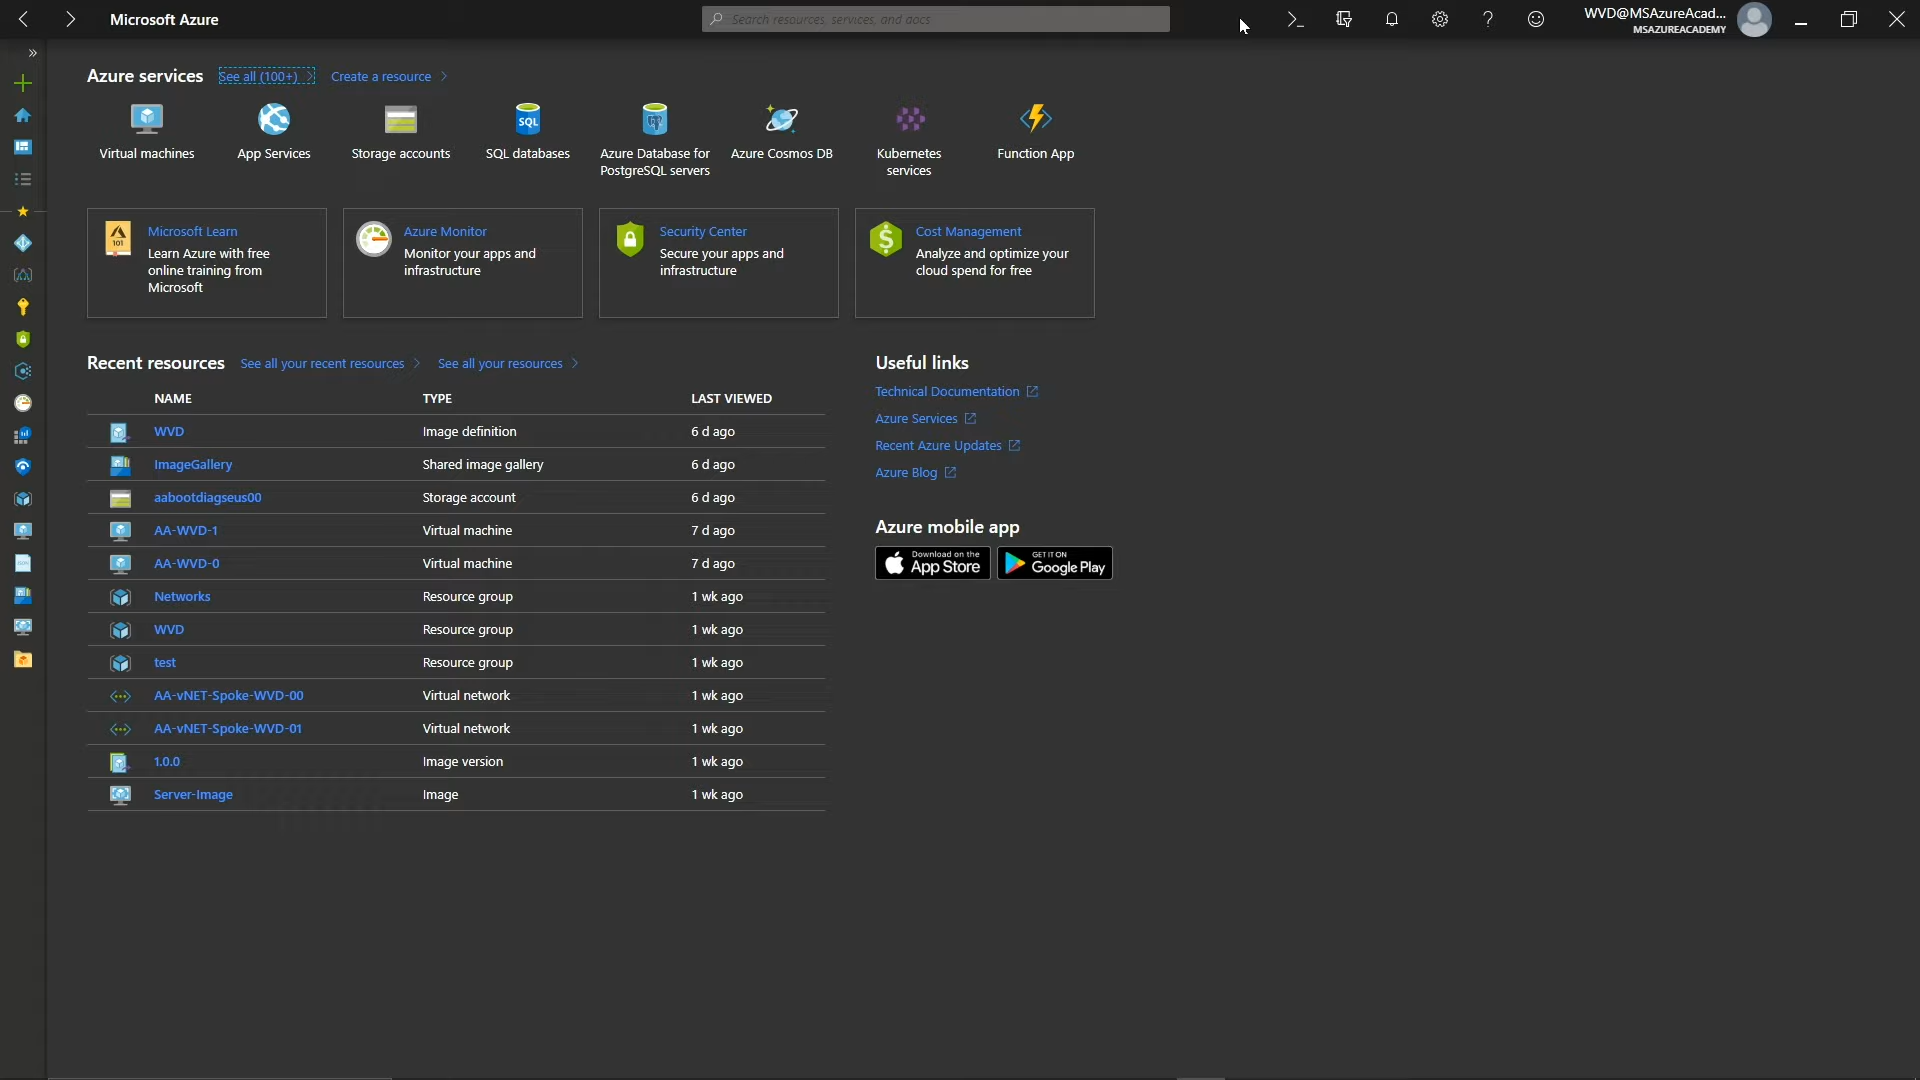 Microsoft Azure
Search resources, services, and docs
WVD@MSAzureAcad...
MSAZUREACADEMY
Azure services
See all (100+)
Create a resource
Virtual machines
App Services
Storage accounts
SQL
SQL databases
Azure Database for
PostgreSQL servers
Azure Cosmos DB
Kubernetes
services
Function App
101
Microsoft Learn
Learn Azure with free
online training from
Microsoft
Azure Monitor
Monitor your apps and
infrastructure
Security Center
Secure your apps and
infrastructure
Cost Management
Analyze and optimize your
cloud spend for free
Recent resources
See all your recent resources
See all your resources
NAME TYPE LAST VIEWED
WVD Image definition 6 d ago
ImageGallery Shared image gallery 6 d ago
aabootdiagseus00 Storage account 6 d ago
AA-WVD-1 Virtual machine 7 d ago
AA-WVD-0 Virtual machine 7 d ago
Networks Resource group 1 wk ago
WVD Resource group 1 wk ago
test Resource group 1 wk ago
AA-vNET-Spoke-WVD-00 Virtual network 1 wk ago
AA-vNET-Spoke-WVD-01 Virtual network 1 wk ago
1.0.0 Image version 1 wk ago
Server-Image Image 1 wk ago
Useful links
Technical Documentation
Azure Services
Recent Azure Updates
Azure Blog
Azure mobile app
Download on the
App Store
GET IT ON
Google Play